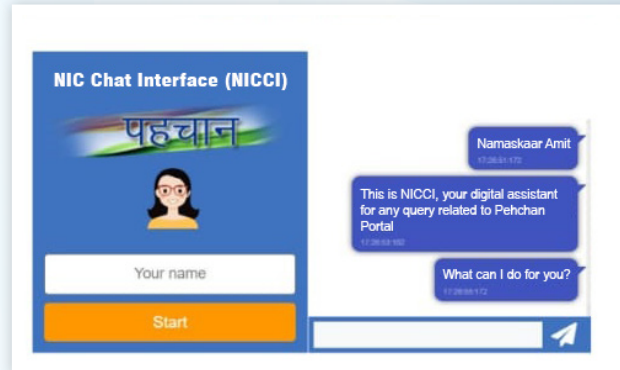 NIC Chat Interface (NICCI)
पहचान
Your name
Start
Namaskaar Amit
This is NICCI, your digital assistant
for any query related to Pehchan
Portal
What can I do for you?